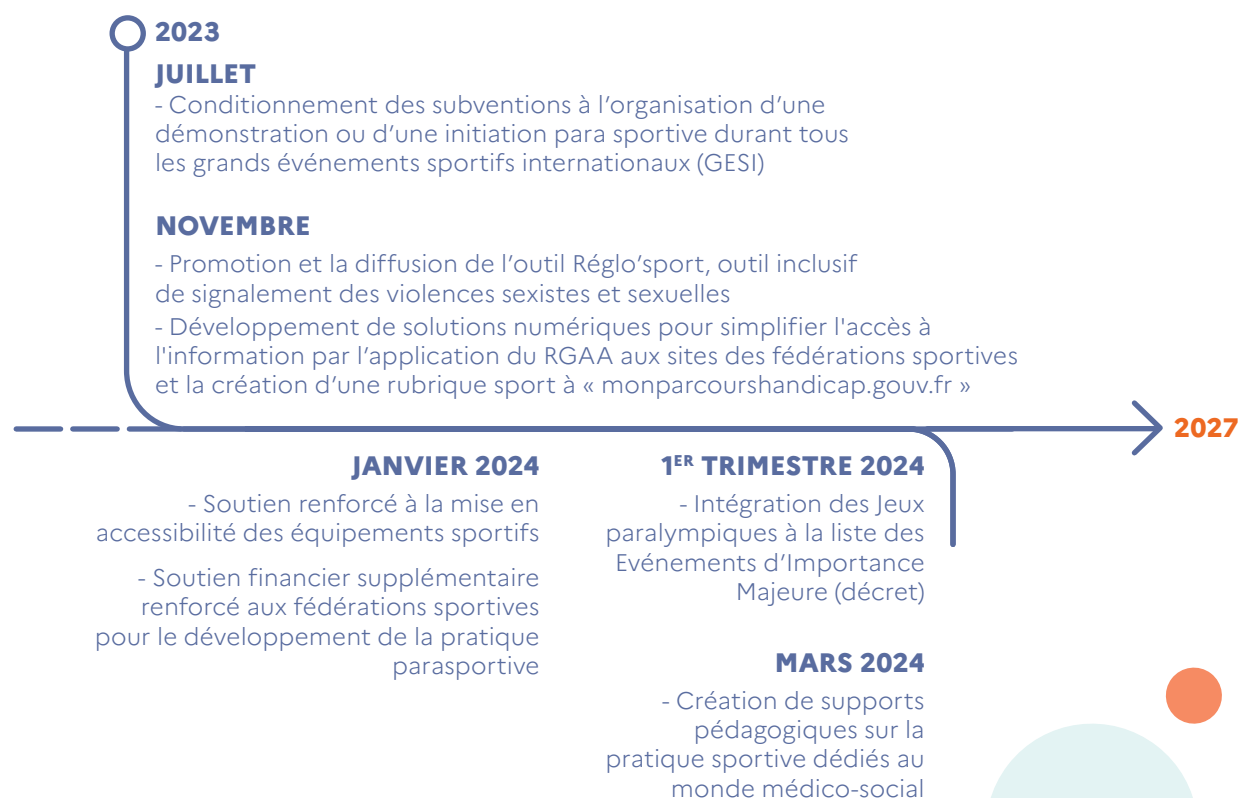 2023
JUILLET
- Conditionnement des subventions à l’organisation d’une
démonstration ou d’une initiation para sportive durant tous
les grands événements sportifs internationaux (GESI)
NOVEMBRE
- Promotion et la diffusion de l’outil Réglo’sport, outil inclusif
de signalement des violences sexistes et sexuelles
- Développement de solutions numériques pour simplifier l'accès à
l'information par l’application du RGAA aux sites des fédérations sportives
et la création d’une rubrique sport à « monparcourshandicap.gouv.fr »
2027
JANVIER 2024
- Soutien renforcé à la mise en
accessibilité des équipements sportifs
- Soutien financier supplémentaire
renforcé aux fédérations sportives
pour le développement de la pratique
parasportive
1ER TRIMESTRE 2024
- Intégration des Jeux
paralympiques à la liste des
Evénements d’Importance
Majeure (décret)
MARS 2024
- Création de supports
pédagogiques sur la
pratique sportive dédiés au
monde médico-social